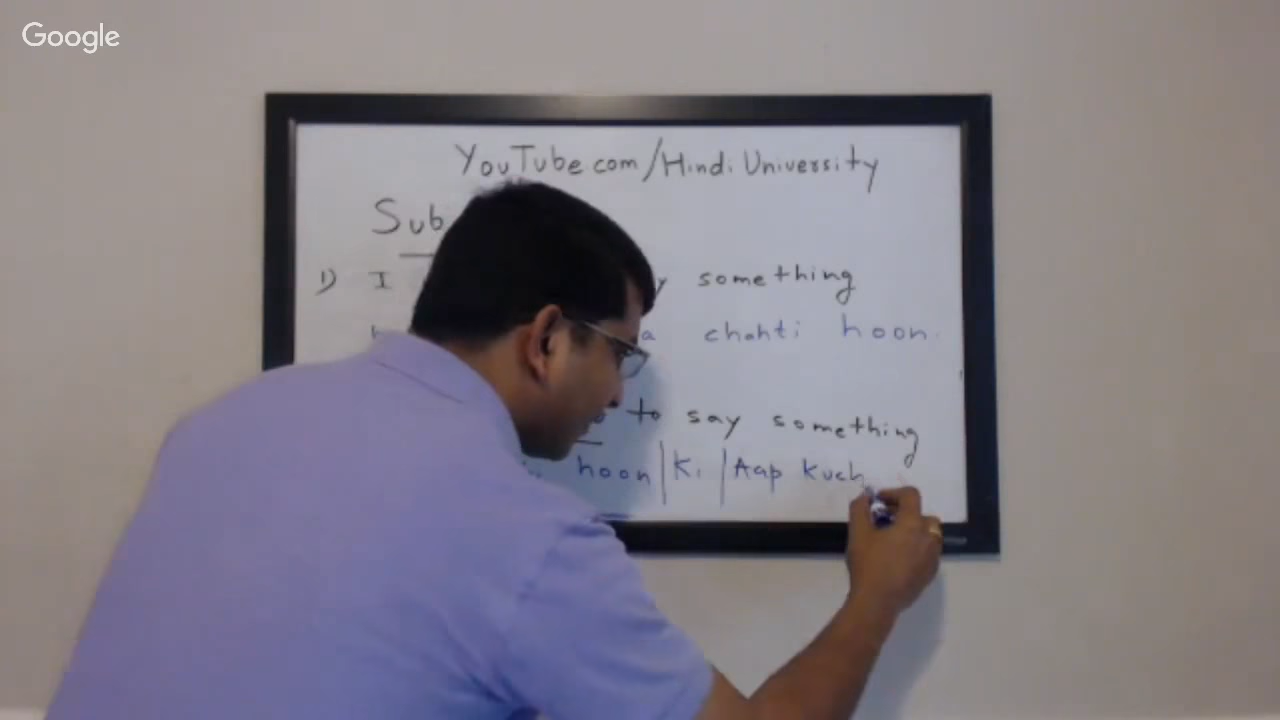 Google
YouTube.com/Hindi University
Sub
1) I something
chahti hoon.
to say something
hoon | Ki | Aap kuch